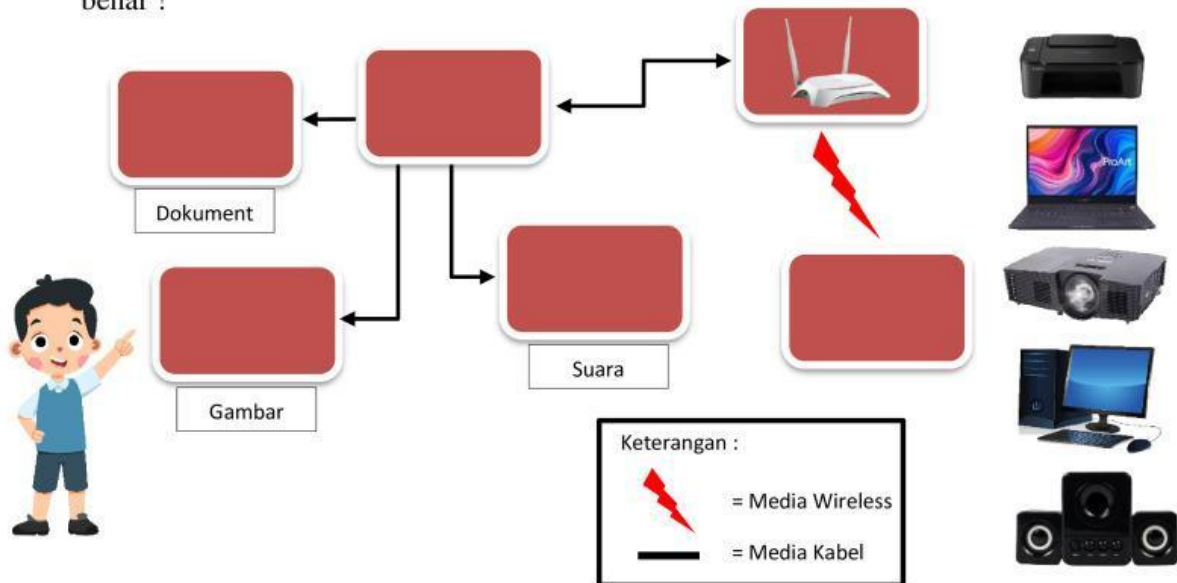 benar !
Dokument
Suara
Gambar
Keterangan :
= Media Wireless
= Media Kabel
ProArt